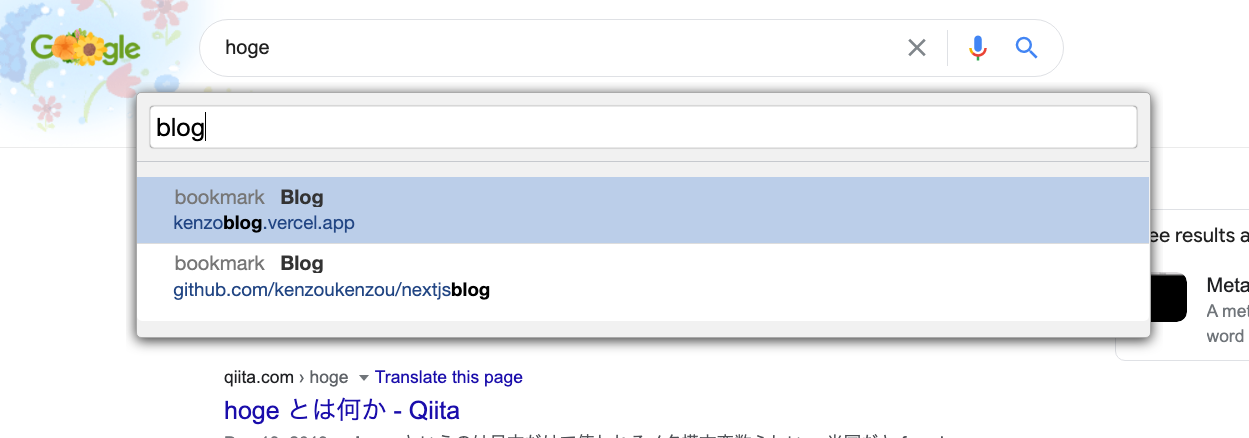 Google
hoge
blog
bookmark Blog
kenzoblog.vercel.app
bookmark Blog
github.com/kenzoukenzou/nextjsblog
ee results a
Meta
A met
word
qiita.com › hoge Translate this page
hoge とは何か - Qiita